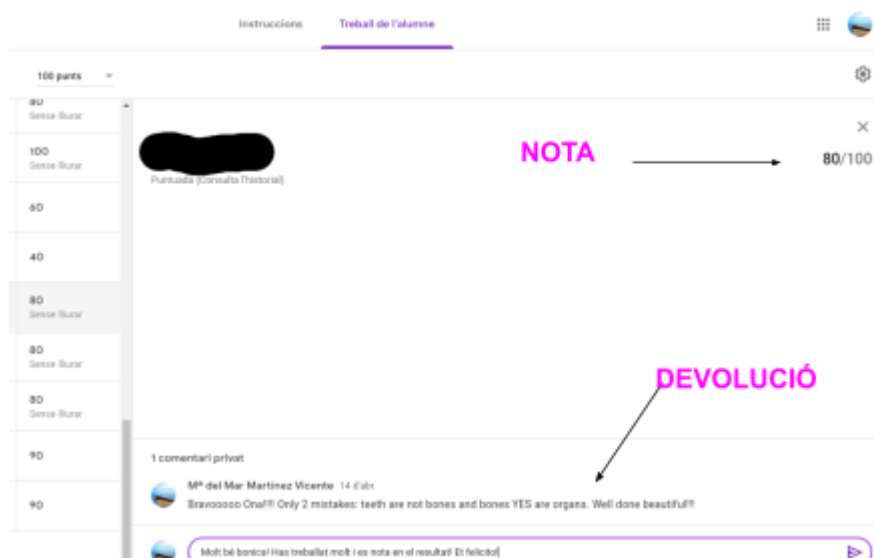 Instruccions
Treball de l'alumne
100 punts
80
Sense lliurar
100
Sense lliurar
60
40
80
Sense lliurar
80
Sense lliurar
80
Sense lliurar
90
90
NOTA
80/100
Puntuada (Consulta l'historial)
DEVOLUCIÓ
1 comentari privat
Mª del Mar Martinez Vicente 14 d'abr.
Bravooooo Ona!!!! Only 2 mistakes: teeth are not bones and bones YES are organs. Well done beautiful!!!
Molt bé bonica! Has treballat molt i es nota en el resultat! Et felicito!